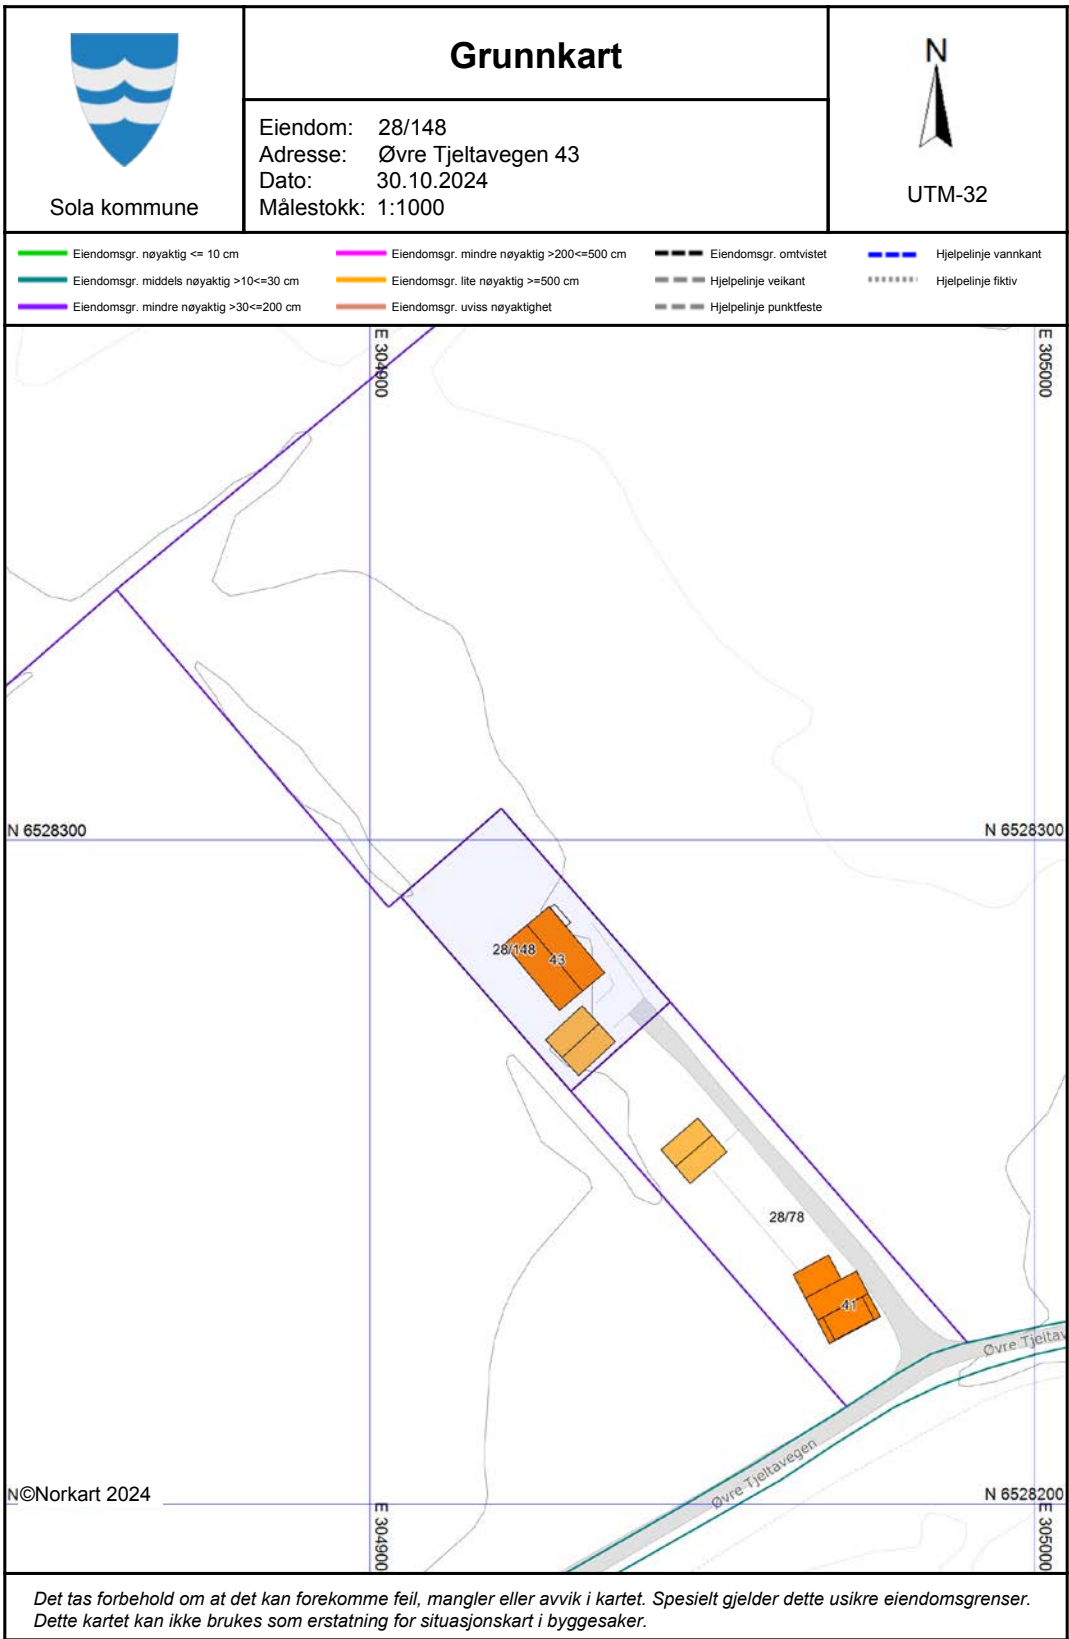 Grunnkart
Sola kommune
Eiendom: 28/148
Adresse: Øvre Tjeltavegen 43
Dato: 30.10.2024
Målestokk: 1:1000
N
UTM-32
Eiendomsgr. nøyaktig <= 10 cm
Eiendomsgr. middels nøyaktig >10<=30 cm
Eiendomsgr. mindre nøyaktig >30<=200 cm
Eiendomsgr. mindre nøyaktig >200<=500 cm
Eiendomsgr. lite nøyaktig >=500 cm
Eiendomsgr. uviss nøyaktighet
Eiendomsgr. omtvistet
Hjelpelinje veikant
Hjelpelinje punktfeste
Hjelpelinje vannkant
Hjelpelinje fiktiv
E 304900
E 305000
N 6528300
N 6528300
28/148
43
28/78
41
Øvre Tjeltav
Øvre Tjeltavegen
N
©Norkart 2024
N 6528200
E 304900
E 305000
Det tas forbehold om at det kan forekomme feil, mangler eller avvik i kartet. Spesielt gjelder dette usikre eiendomsgrenser.
Dette kartet kan ikke brukes som erstatning for situasjonskart i byggesaker.